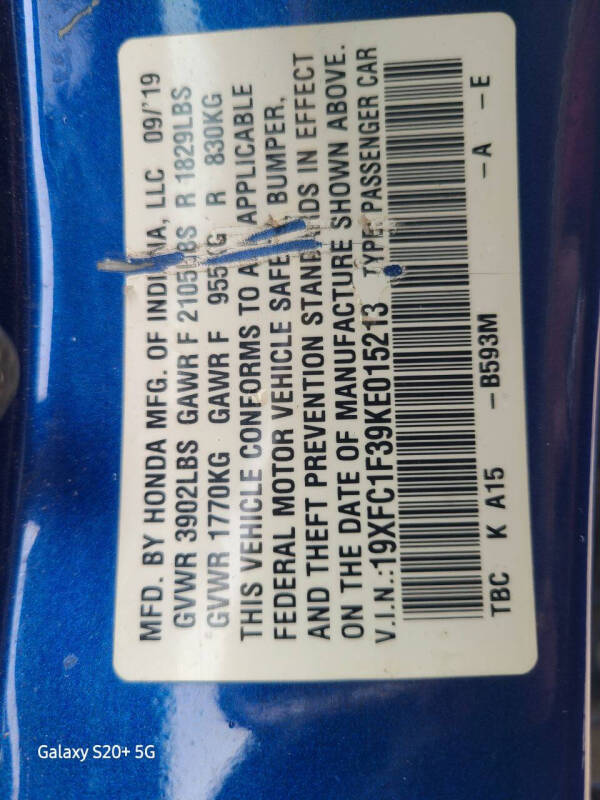 MFD. BY HONDA MFG. OF INDIANA, LLC 09/'19
GVWR 3902LBS GAWR F 2105LBS R 1829LBS
GVWR 1770KG GAWR F 955KG R 830KG
THIS VEHICLE CONFORMS TO A APPLICABLE
FEDERAL MOTOR VEHICLE SAFE BUMPER,
AND THEFT PREVENTION STANDARDS IN EFFECT
ON THE DATE OF MANUFACTURE SHOWN ABOVE.
V.I.N.:19XFC1F39KE015213 TYPE: PASSENGER CAR
TBC K A15 -B593M -A -E
Galaxy S20+ 5G